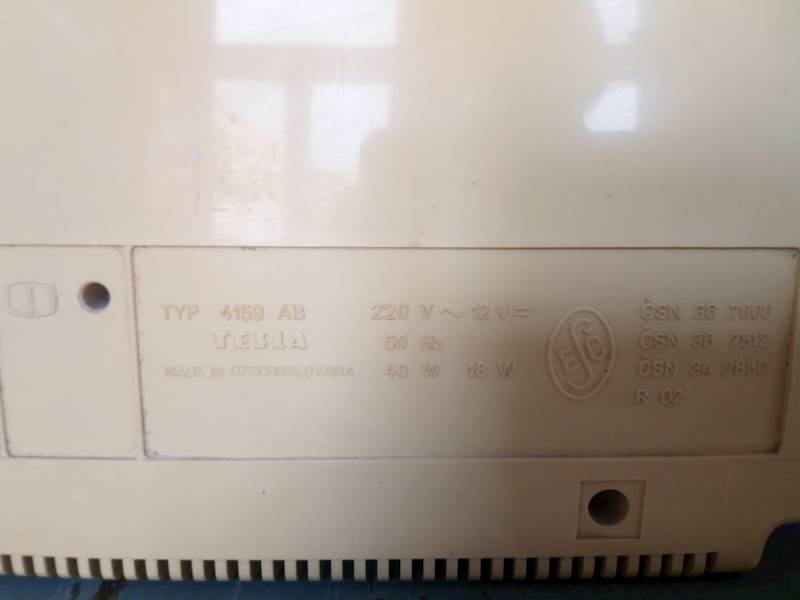 TYP 4159 AB 220 V ~ 12 V=
TESLA 50 Hz
MADE IN CZECHOSLOVAKIA 40 W 18 W
ESČ
ČSN 36 7000
ČSN 36 7512
ČSN 34 2860
R 02